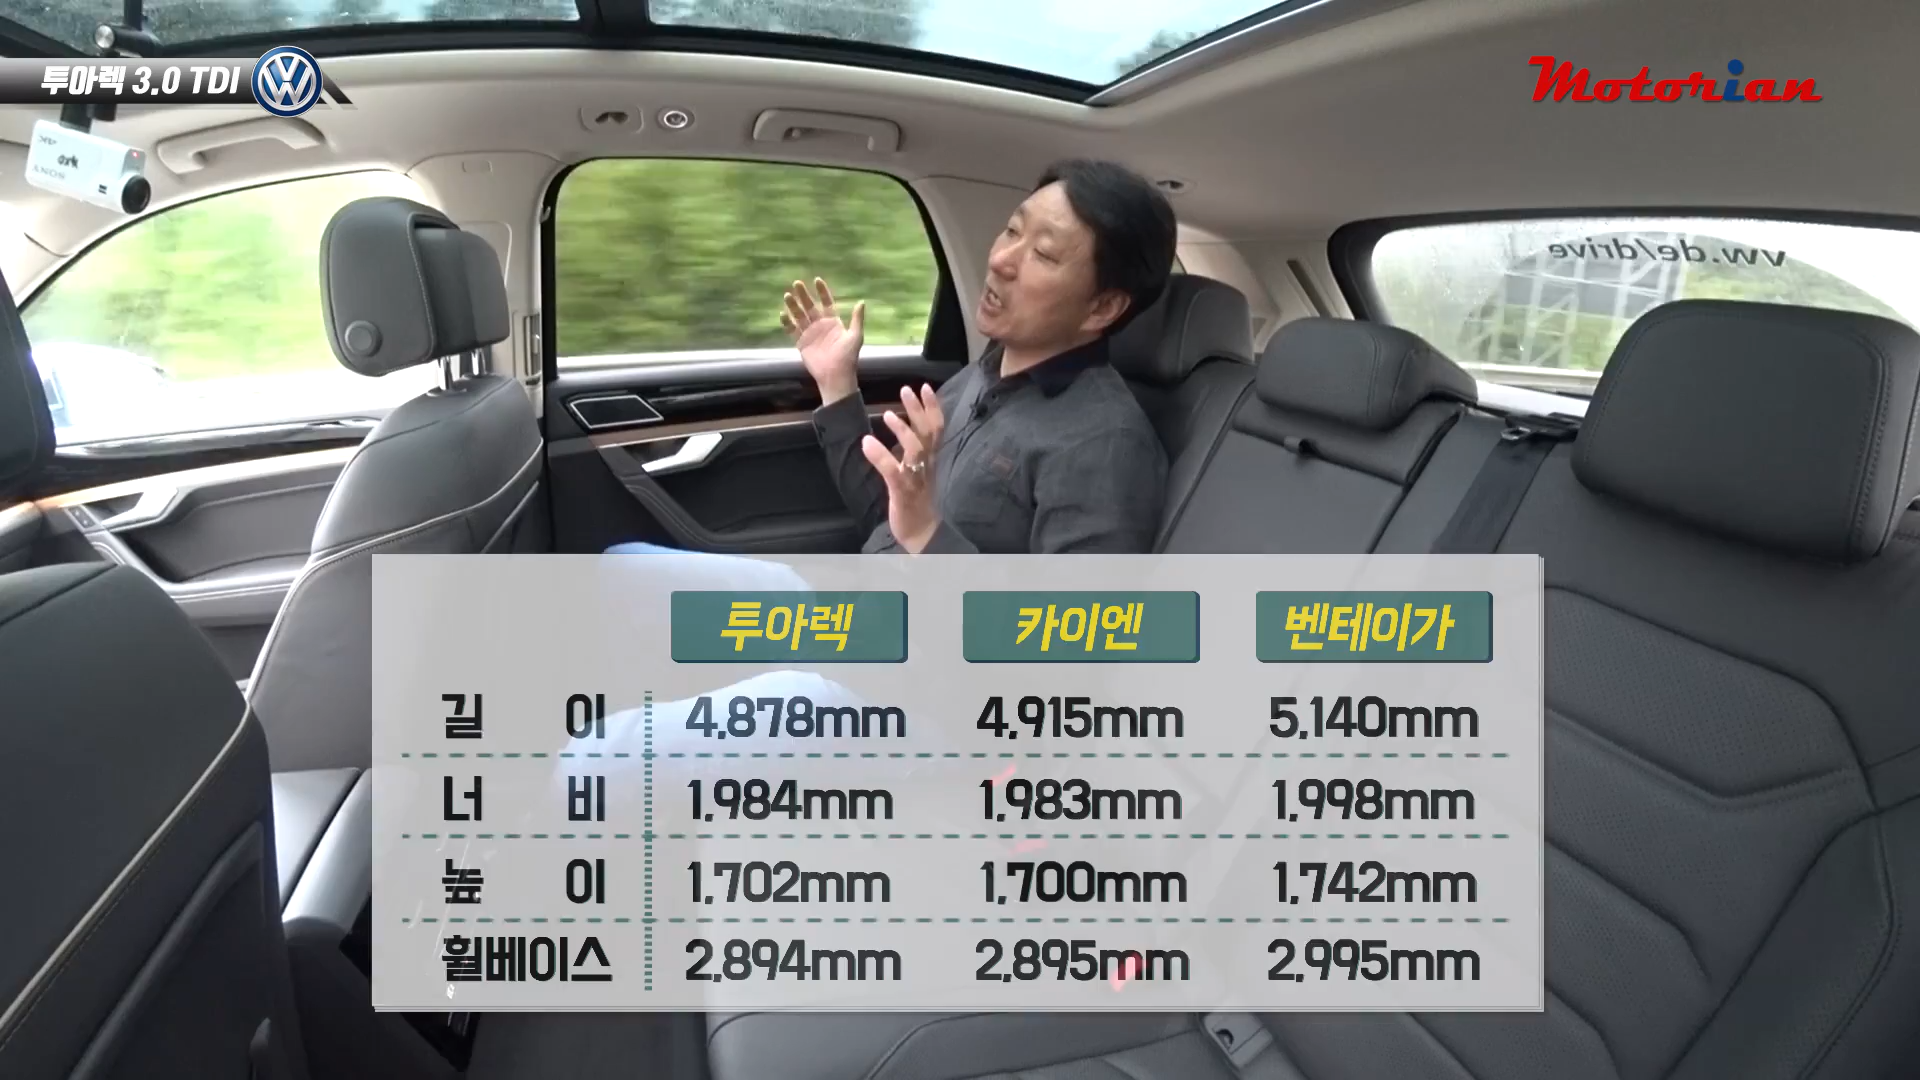 투아렉 3.0 TDI
Motorian
SONY
vw.de/drive
투아렉 카이엔 벤테이가
길 이 4,878mm 4,915mm 5,140mm
너 비 1,984mm 1,983mm 1,998mm
높 이 1,702mm 1,700mm 1,742mm
휠베이스 2,894mm 2,895mm 2,995mm